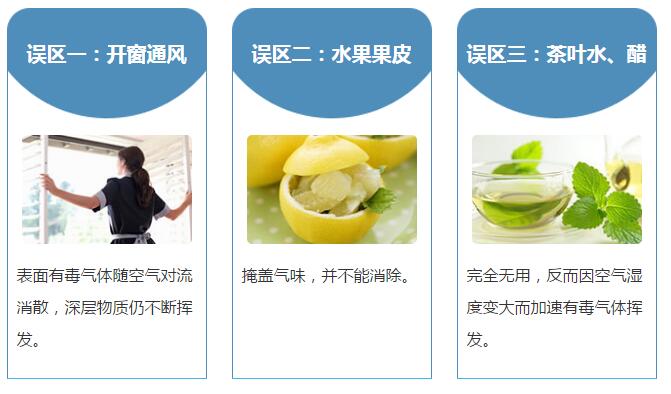 误区一：开窗通风
误区二：水果果皮
误区三：茶叶水、醋
表面有毒气体随空气对流
消散，深层物质仍不断挥
发。
掩盖气味，并不能消除。
完全无用，反而因空气湿
度变大而加速有毒气体挥
发。